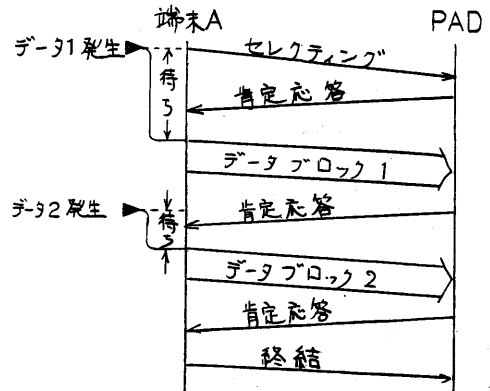 端末A
PAD
データ1発生
セレクティング
待ち
肯定応答
データブロック1
データ2発生
肯定応答
待ち
データブロック2
肯定応答
終結